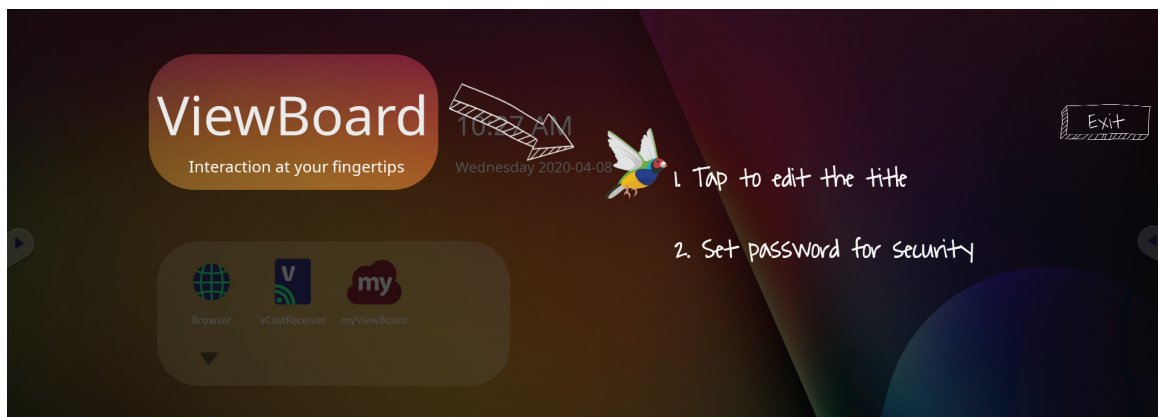 ViewBoard
Interaction at your fingertips
10:27 AM
Wednesday 2020-04-08
Exit
1. Tap to edit the title
2. Set password for security
V
my
Browser
vCastReceiver
myViewBoard